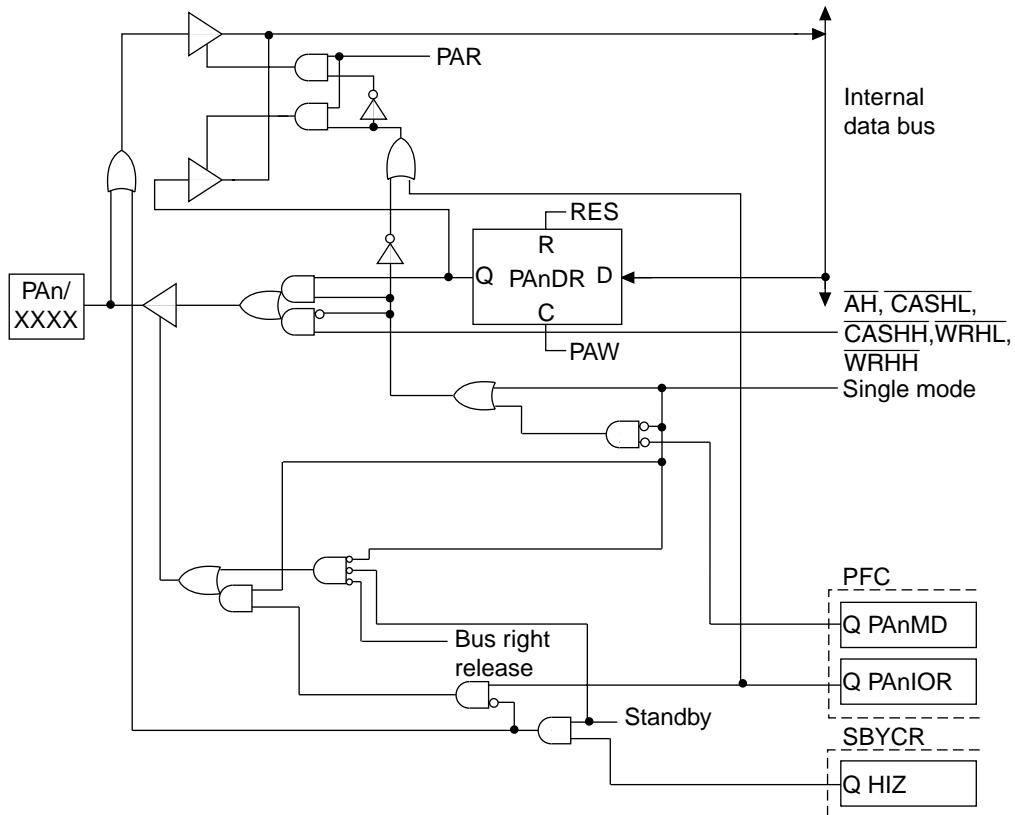 PAR
Internal
data bus
RES
R
Q PAnDR D
C
PAW
PAn/
XXXX
AH, CASHL,
CASHH,WRHL,
WRHH
Single mode
Bus right
release
Standby
PFC
Q PAnMD
Q PAnIOR
SBYCR
Q HIZ